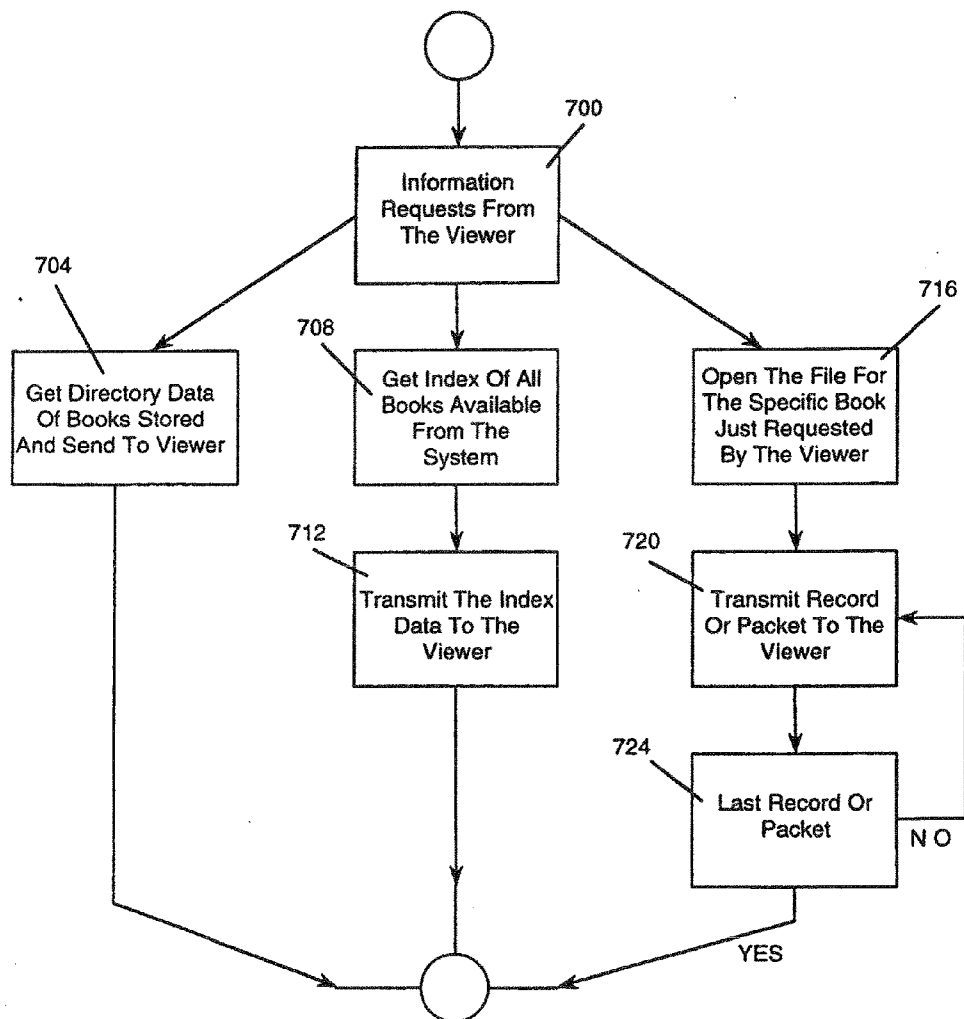 700
Information
Requests From
The Viewer
704
Get Directory Data
Of Books Stored
And Send To Viewer
708
Get Index Of All
Books Available
From The
System
716
Open The File For
The Specific Book
Just Requested
By The Viewer
712
Transmit The Index
Data To The
Viewer
720
Transmit Record
Or Packet To The
Viewer
724
Last Record Or
Packet
N O
YES